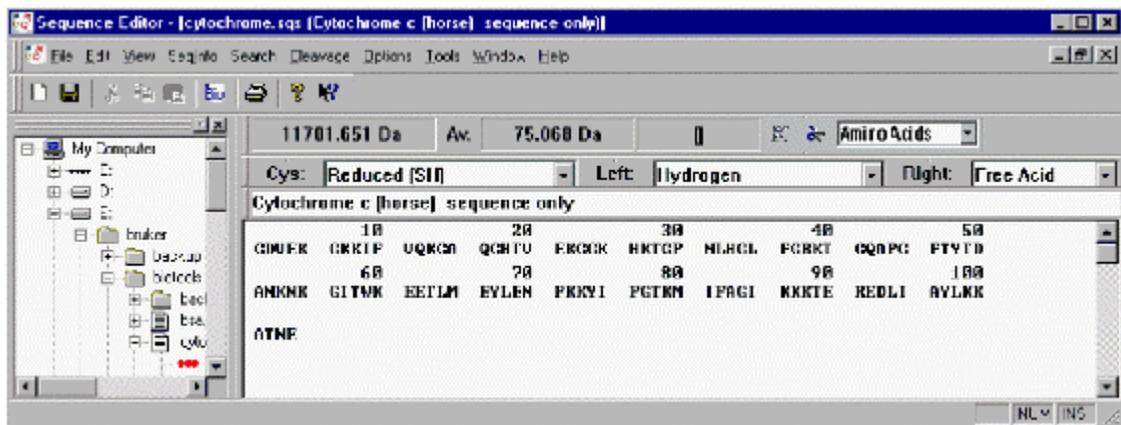 Sequence Editor - [cytochrome.sqs (Cytochrome c [horse] sequence only)]
File Edit View SeqInfo Search Cleavage Options Tools Window Help
11701.651 Da Av. 75.068 Da [] Amino Acids
My Computer
D:
E:
bruker
backup
biotools
Cys: Reduced (SH) Left: Hydrogen Right: Free Acid
Cytochrome c [horse] sequence only
10 20 30 40 50
GDVEK GKKIF VQKCA QCHTV EKGGK HKTGP NLHGL FGRKT GQAPG FTYTD
60 70 80 90 100
ANKNK GITWK EETLM EYLEN PKKYI PGTKM IFAGI KKKTE REDLI AYLKK
ATNE
INS